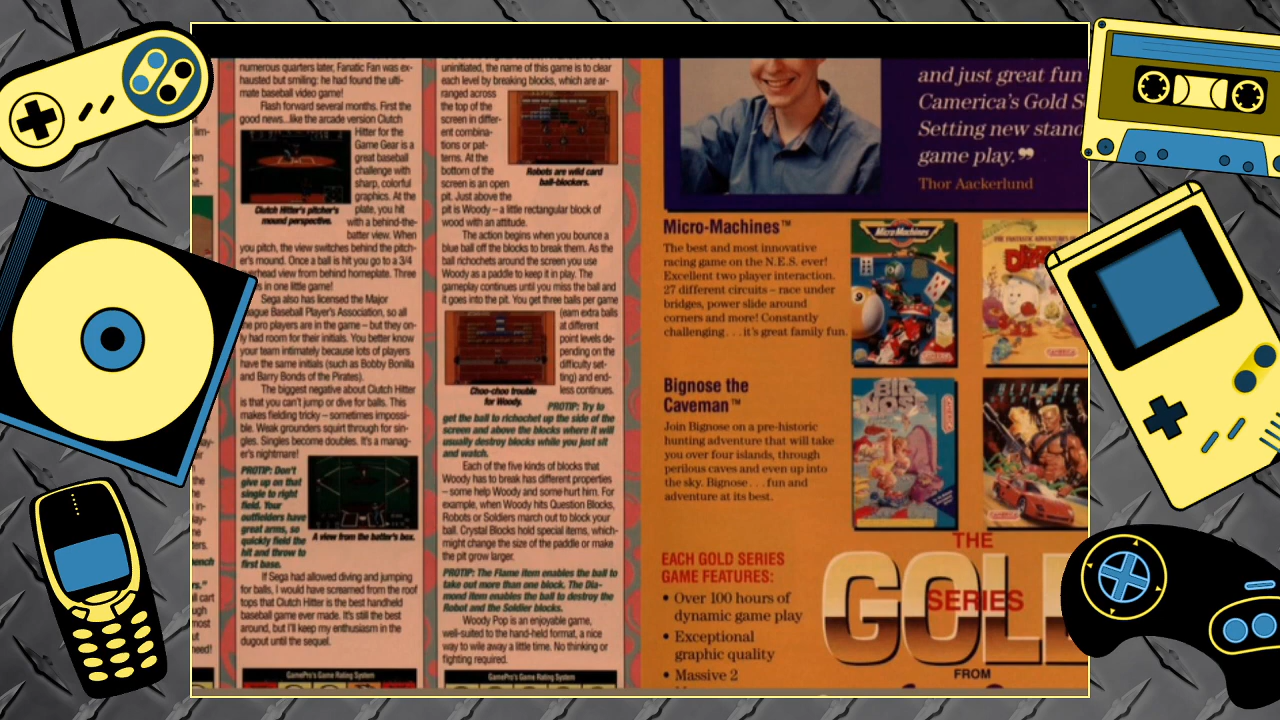 numerous quarters later, Fanatic Fan was ex-
hausted but smiling: he had found the ulti-
mate baseball video game!
Flash forward several months. First the
good news...like the arcade version Clutch
Hitter for the
Game Gear is a
great baseball
challenge with
sharp, colorful
graphics. At the
plate, you hit
with a behind-the-
batter view. When
Clutch Hitter's pitcher's
mound perspective.
you pitch, the view switches behind the pitch-
er's mound. Once a ball is hit you go to a 3/4
overhead view from behind homeplate. Three
s in one little game!
Sega also has licensed the Major
ague Baseball Player's Association, so all
he pro players are in the game – but they on-
ly had room for their initials. You better know
your team intimately because lots of players
have the same initials (such as Bobby Bonilla
and Barry Bonds of the Pirates).
The biggest negative about Clutch Hitter
is that you can't jump or dive for balls. This
makes fielding tricky – sometimes impossi-
ble. Weak grounders squirt through for sin-
gles. Singles become doubles. It's a manag-
er's nightmare!
PROTIP: Don't
give up on that
single to right
field. Your
outfielders have
great arms, so
quickly field the
hit and throw to
first base.
A view from the batter's box.
If Sega had allowed diving and jumping
for balls, I would have screamed from the roof
tops that Clutch Hitter is the best handheld
baseball game ever made. It's still the best
around, but I'll keep my enthusiasm in the
dugout until the sequel.
GamePro's Game Rating System
uninitiated, the name of this game is to clear
each level by breaking blocks, which are ar-
ranged across
the top of the
screen in differ-
ent combina-
tions or pat-
terns. At the
bottom of the
screen is an open
pit. Just above the
Robots are wild card
ball-blockers.
pit is Woody – a little rectangular block of
wood with an attitude.
The action begins when you bounce a
blue ball off the blocks to break them. As the
ball richochets around the screen you use
Woody as a paddle to keep it in play. The
gameplay continues until you miss the ball and
it goes into the pit. You get three balls per game
(earn extra balls
at different
point levels de-
pending on the
difficulty set-
ting) and end-
less continues.
Choo-choo trouble
for Woody.
PROTIP: Try to
get the ball to richochet up the side of the
screen and above the blocks where it will
usually destroy blocks while you just sit
and watch.
Each of the five kinds of blocks that
Woody has to break has different properties
– some help Woody and some hurt him. For
example, when Woody hits Question Blocks,
Robots or Soldiers march out to block your
ball. Crystal Blocks hold special items, which
might change the size of the paddle or make
the pit grow larger.
PROTIP: The Flame item enables the ball to
take out more than one block. The Dia-
mond item enables the ball to destroy the
Robot and the Soldier blocks.
Woody Pop is an enjoyable game,
well-suited to the hand-held format, a nice
way to wile away a little time. No thinking or
fighting required.
GamePro's Game Rating System
and just great fun
Camerica's Gold S
Setting new stand
game play.❞
Thor Aackerlund
Micro-Machines™
The best and most innovative
racing game on the N.E.S. ever!
Excellent two player interaction.
27 different circuits – race under
bridges, power slide around
corners and more! Constantly
challenging . . . it's great family fun.
Micro Machines
Bignose the
Caveman™
Join Bignose on a pre-historic
hunting adventure that will take
you over four islands, through
perilous caves and even up into
the sky. Bignose . . . fun and
adventure at its best.
BIG NOSE
ULTIMATE
EACH GOLD SERIES
GAME FEATURES:
• Over 100 hours of
dynamic game play
• Exceptional
graphic quality
• Massive 2
THE
GOLD
SERIES
FROM